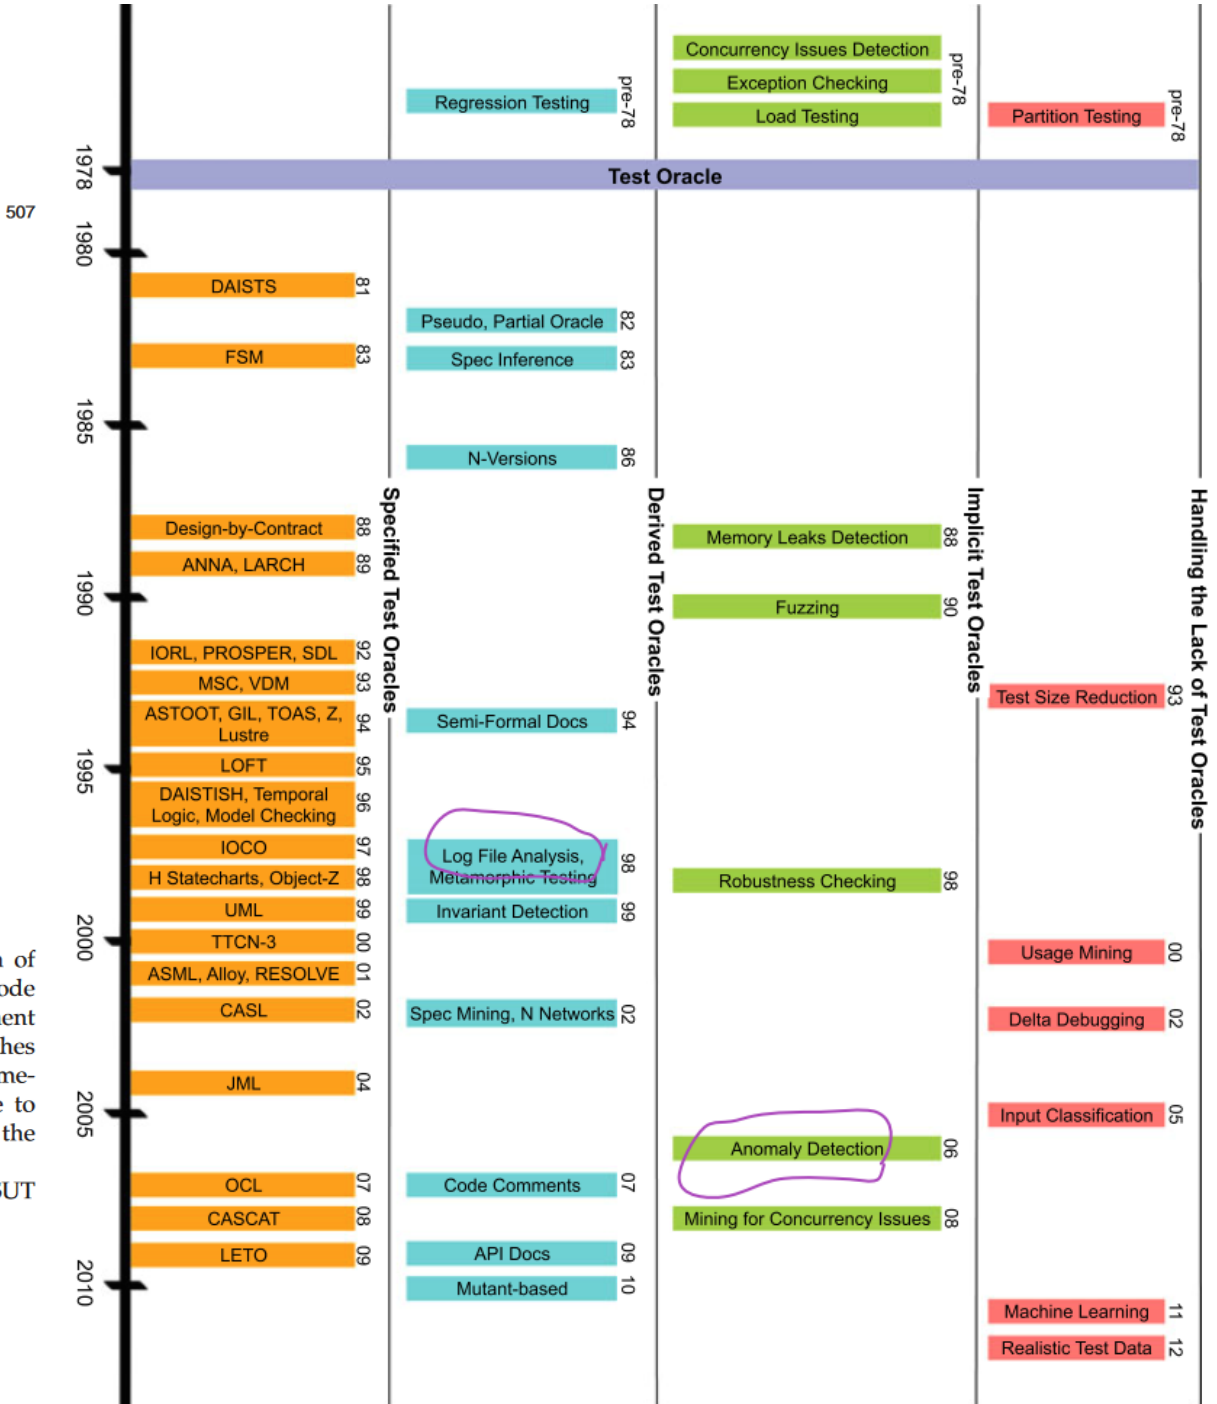 507
n of
ode
ent
hes
me-
e to
the
SUT
1978
1980
1985
1990
1995
2000
2005
2010
Test Oracle
DAISTS
81
FSM
83
Design-by-Contract
88
ANNA, LARCH
89
IORL, PROSPER, SDL
92
MSC, VDM
93
ASTOOT, GIL, TOAS, Z,
Lustre
94
LOFT
95
DAISTISH, Temporal
Logic, Model Checking
96
IOCO
97
H Statecharts, Object-Z
98
UML
99
TTCN-3
00
ASML, Alloy, RESOLVE
01
CASL
02
JML
04
OCL
07
CASCAT
08
LETO
09
Specified Test Oracles
Regression Testing
pre-78
Pseudo, Partial Oracle
82
Spec Inference
83
N-Versions
86
Semi-Formal Docs
94
Log File Analysis,
Metamorphic Testing
98
Invariant Detection
99
Spec Mining, N Networks
02
Code Comments
07
API Docs
09
Mutant-based
10
Derived Test Oracles
Concurrency Issues Detection
Exception Checking
Load Testing
pre-78
Memory Leaks Detection
88
Fuzzing
90
Robustness Checking
98
Anomaly Detection
06
Mining for Concurrency Issues
08
Implicit Test Oracles
Partition Testing
pre-78
Test Size Reduction
93
Usage Mining
00
Delta Debugging
02
Input Classification
05
Machine Learning
11
Realistic Test Data
12
Handling the Lack of Test Oracles